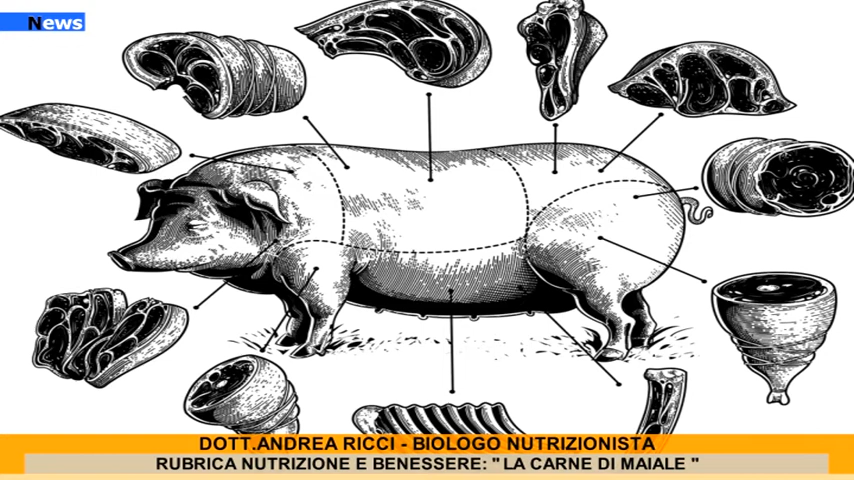 News
DOTT.ANDREA RICCI - BIOLOGO NUTRIZIONISTA
RUBRICA NUTRIZIONE E BENESSERE: " LA CARNE DI MAIALE "